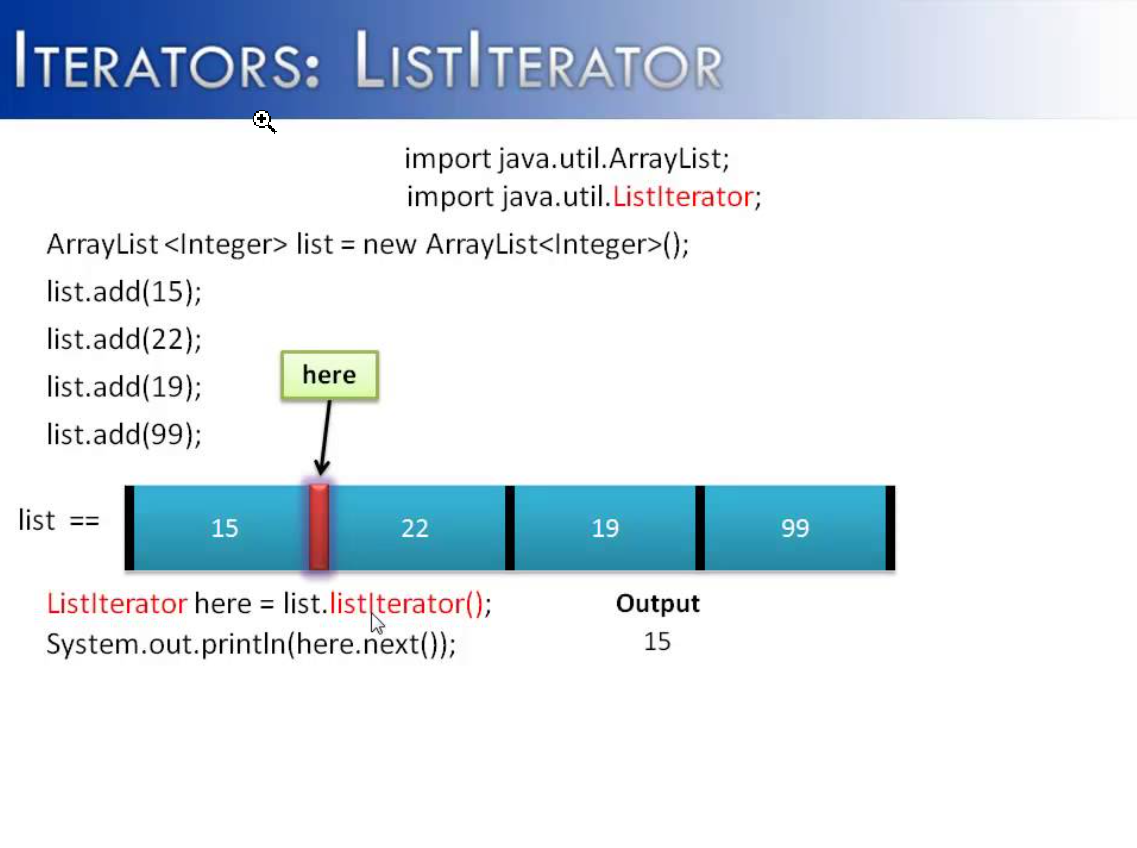 ITERATORS: LISTITERATOR
import java.util.ArrayList;
import java.util.ListIterator;
ArrayList <Integer> list = new ArrayList<Integer>();
list.add(15);
list.add(22);
here
list.add(19);
list.add(99);
list == 15 22 19 99
ListIterator here = list.listIterator(); Output
System.out.println(here.next()); 15